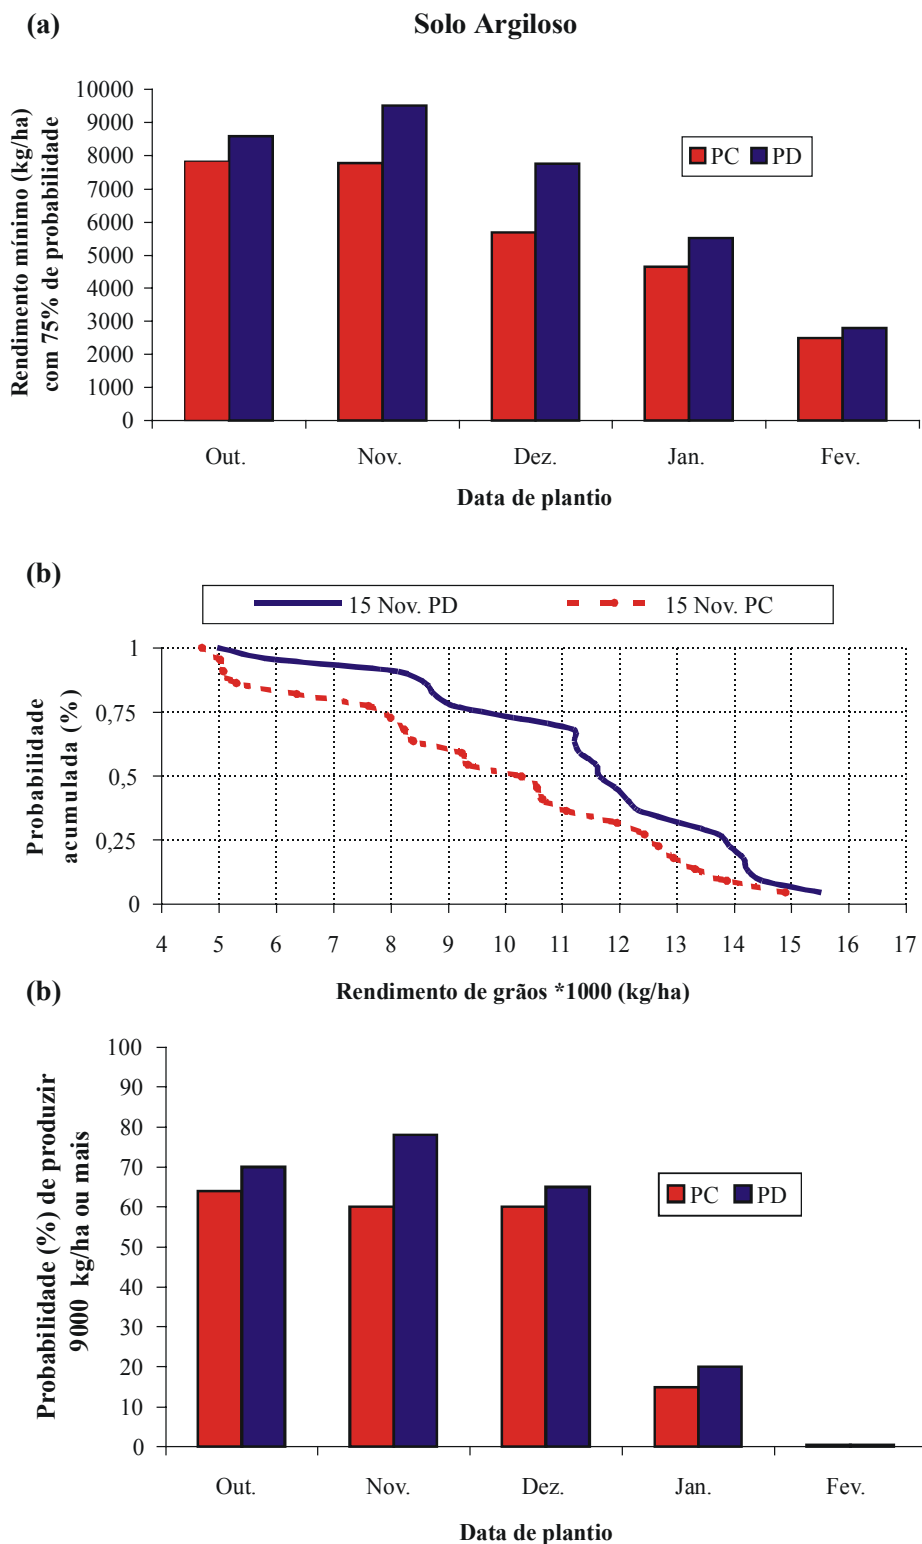 (a)
Solo Argiloso
Rendimento mínimo (kg/ha)
com 75% de probabilidade
10000
9000
8000
7000
6000
5000
4000
3000
2000
1000
0
PC PD
Out. Nov. Dez. Jan. Fev.
Data de plantio
(b)
15 Nov. PD 15 Nov. PC
Probabilidade
acumulada (%)
1
0,75
0,5
0,25
0
4 5 6 7 8 9 10 11 12 13 14 15 16 17
Rendimento de grãos *1000 (kg/ha)
(b)
Probabilidade (%) de produzir
9000 kg/ha ou mais
100
90
80
70
60
50
40
30
20
10
0
PC PD
Out. Nov. Dez. Jan. Fev.
Data de plantio